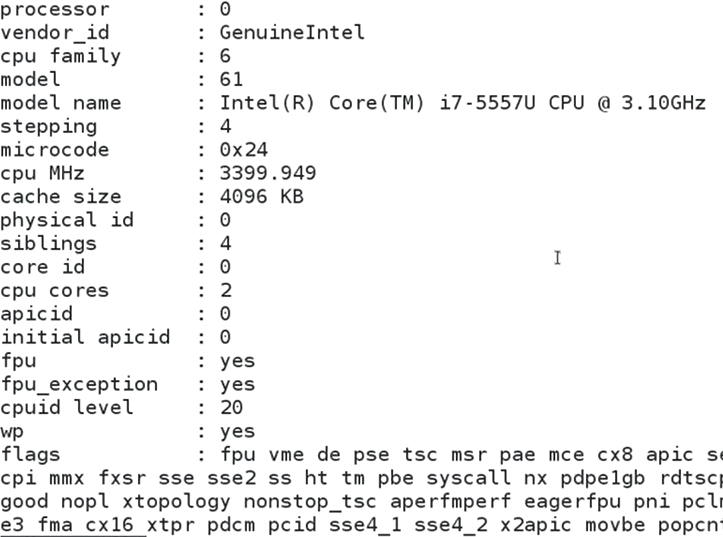 processor : 0
vendor_id : GenuineIntel
cpu family : 6
model : 61
model name : Intel(R) Core(TM) i7-5557U CPU @ 3.10GHz
stepping : 4
microcode : 0x24
cpu MHz : 3399.949
cache size : 4096 KB
physical id : 0
siblings : 4
core id : 0
cpu cores : 2
apicid : 0
initial apicid : 0
fpu : yes
fpu_exception : yes
cpuid level : 20
wp : yes
flags : fpu vme de pse tsc msr pae mce cx8 apic
cpi mmx fxsr sse sse2 ss ht tm pbe syscall nx pdpe1gb
good nopl xtopology nonstop_tsc aperfmperf eagerfpu pni
e3 fma cx16 xtpr pdcm pcid sse4_1 sse4_2 x2apic movbe